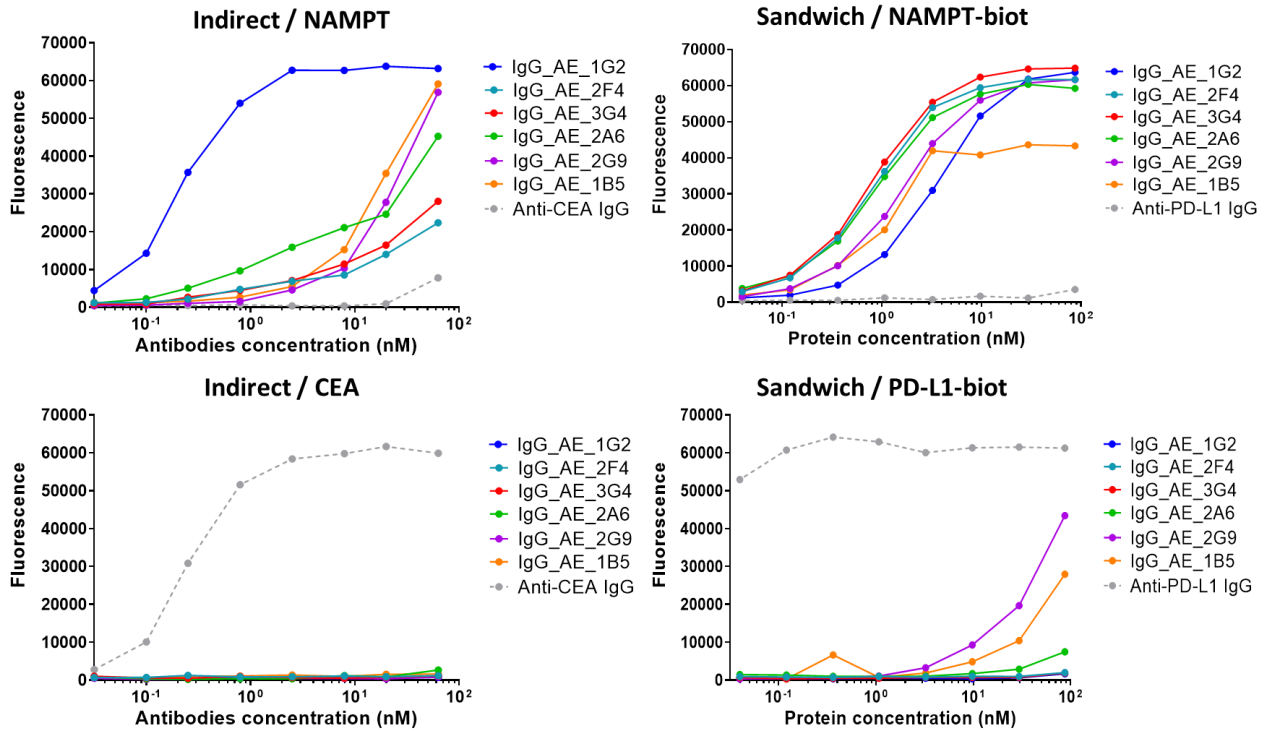 Indirect / NAMPT
70000
60000
50000
40000
30000
20000
10000
0
Fluorescence
10-1
100
101
102
Antibodies concentration (nM)
IgG_AE_1G2
IgG_AE_2F4
IgG_AE_3G4
IgG_AE_2A6
IgG_AE_2G9
IgG_AE_1B5
Anti-CEA IgG
Sandwich / NAMPT-biot
70000
60000
50000
40000
30000
20000
10000
0
Fluorescence
10-1
100
101
102
Protein concentration (nM)
IgG_AE_1G2
IgG_AE_2F4
IgG_AE_3G4
IgG_AE_2A6
IgG_AE_2G9
IgG_AE_1B5
Anti-PD-L1 IgG
Indirect / CEA
70000
60000
50000
40000
30000
20000
10000
0
Fluorescence
10-1
100
101
102
Antibodies concentration (nM)
IgG_AE_1G2
IgG_AE_2F4
IgG_AE_3G4
IgG_AE_2A6
IgG_AE_2G9
IgG_AE_1B5
Anti-CEA IgG
Sandwich / PD-L1-biot
70000
60000
50000
40000
30000
20000
10000
0
Fluorescence
10-1
100
101
102
Protein concentration (nM)
IgG_AE_1G2
IgG_AE_2F4
IgG_AE_3G4
IgG_AE_2A6
IgG_AE_2G9
IgG_AE_1B5
Anti-PD-L1 IgG